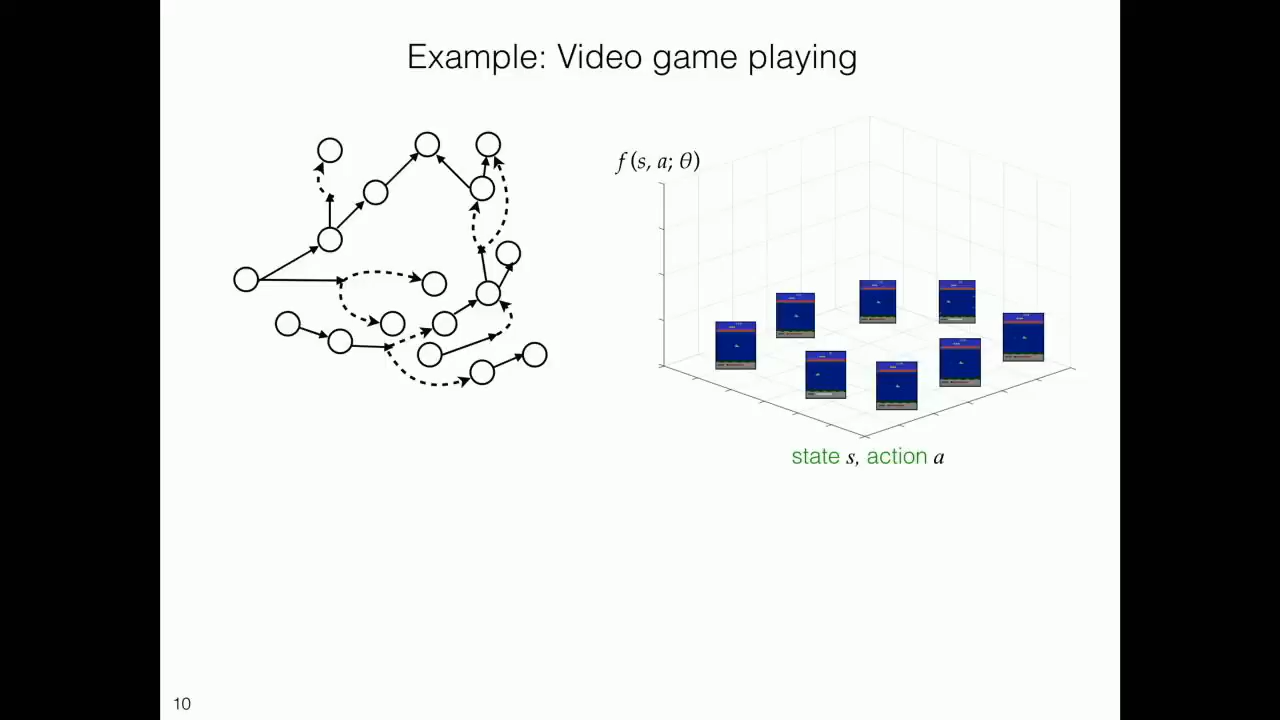 Example: Video game playing
f (s, a; θ)
state s, action a
10